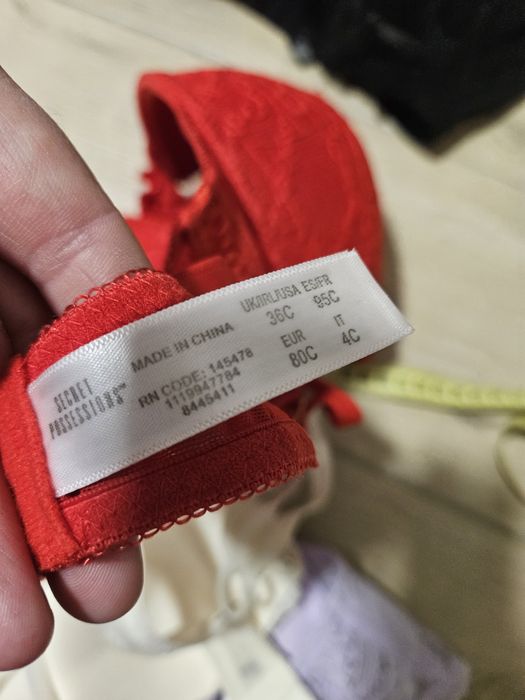 SECRET
POSSESSIONS™
MADE IN CHINA
RN CODE: 145478
1119947784
8445411
UK/IRL/USA ES/FR
36C 95C
EUR IT
80C 4C